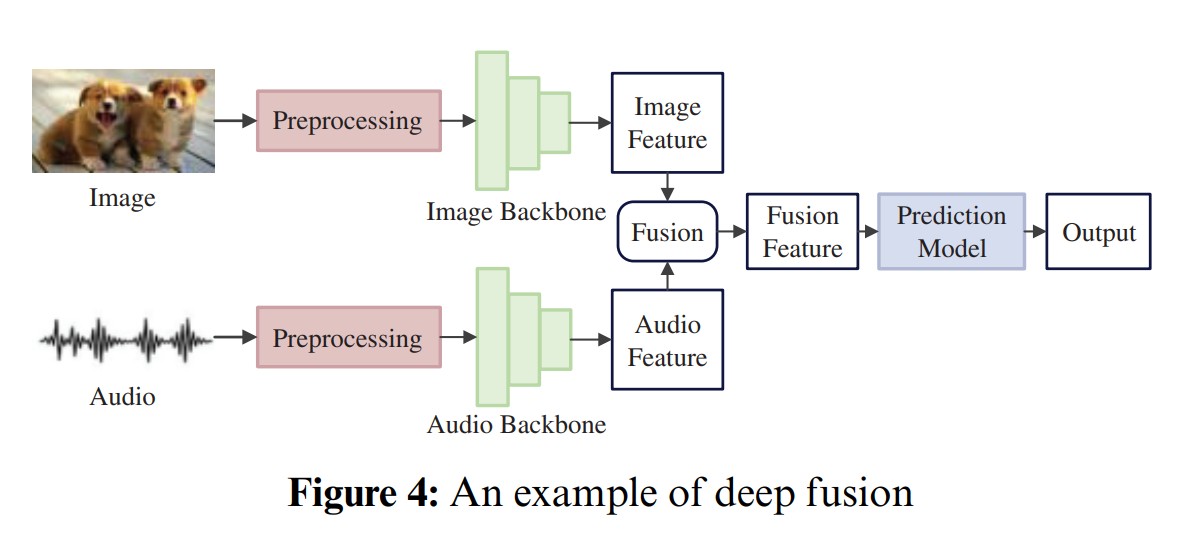 Preprocessing
Image
Feature
Image
Image Backbone
Fusion
Fusion
Feature
Prediction
Model
Output
Preprocessing
Audio
Feature
Audio
Audio Backbone
Figure 4: An example of deep fusion